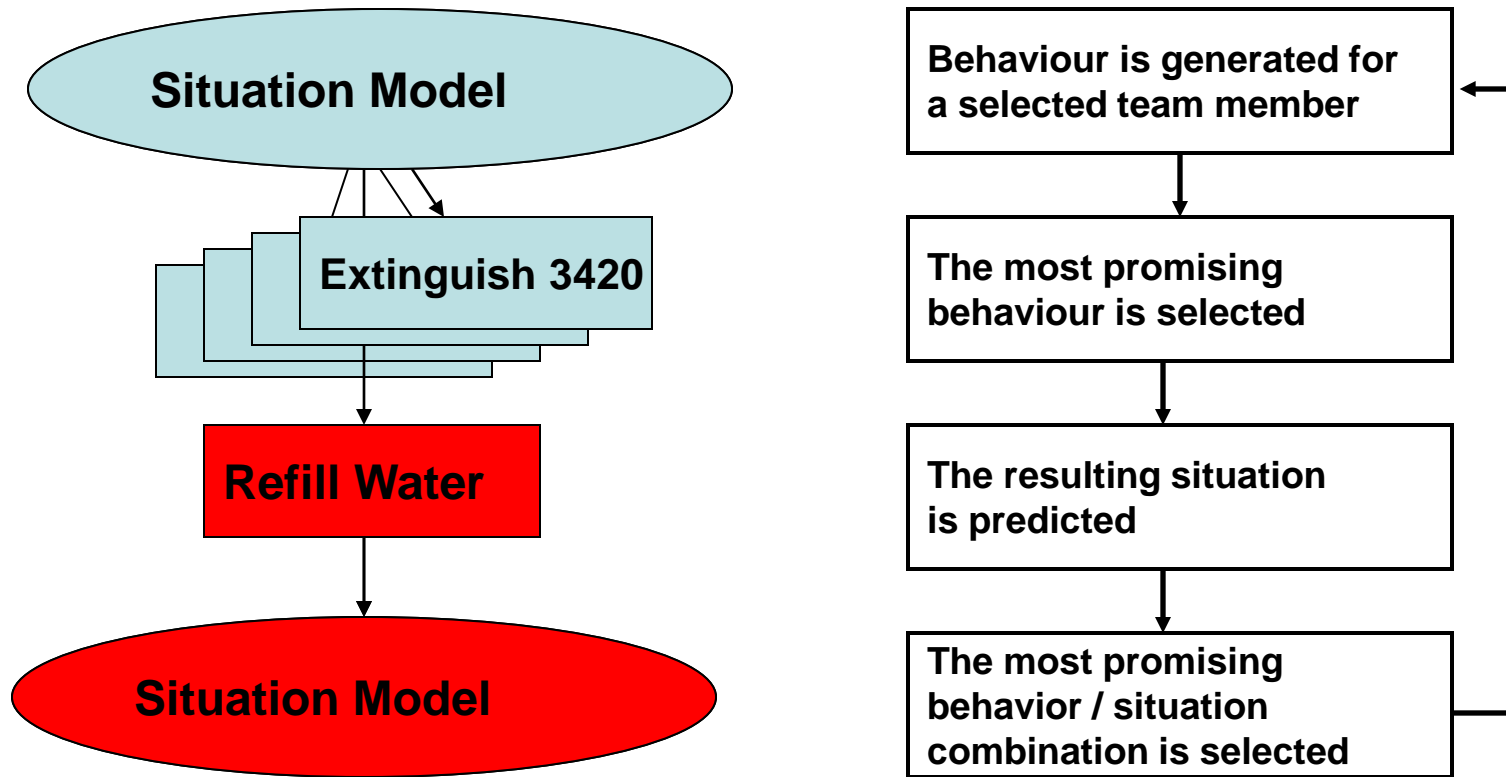 Situation Model
Extinguish 3420
Refill Water
Situation Model
Behaviour is generated for
a selected team member
The most promising
behaviour is selected
The resulting situation
is predicted
The most promising
behavior / situation
combination is selected